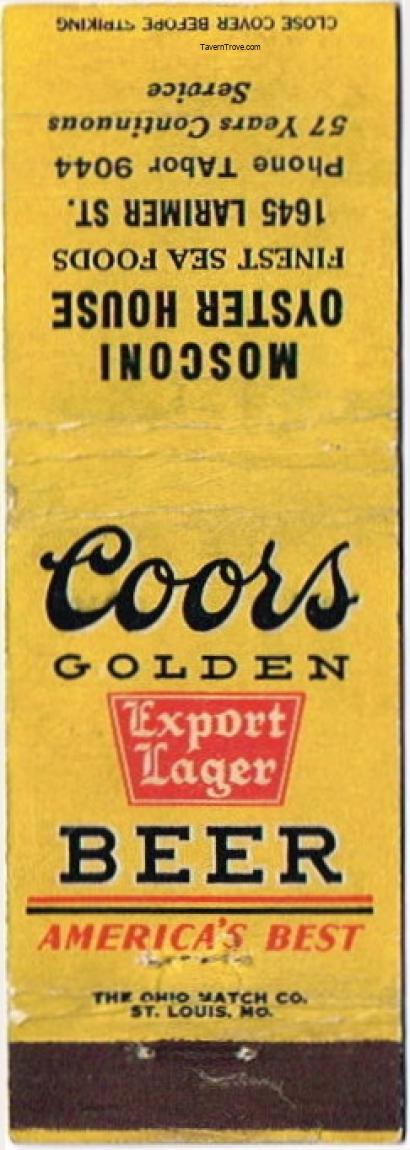 CLOSE COVER BEFORE STRIKING
TavernTrove.com
MOSCONI
OYSTER HOUSE
FINEST SEA FOODS
1645 LARIMER ST.
Phone TAbor 9044
57 Years Continuous
Service
Coors
GOLDEN
Export
Lager
BEER
AMERICA'S BEST
THE OHIO MATCH CO.
ST. LOUIS, MO.